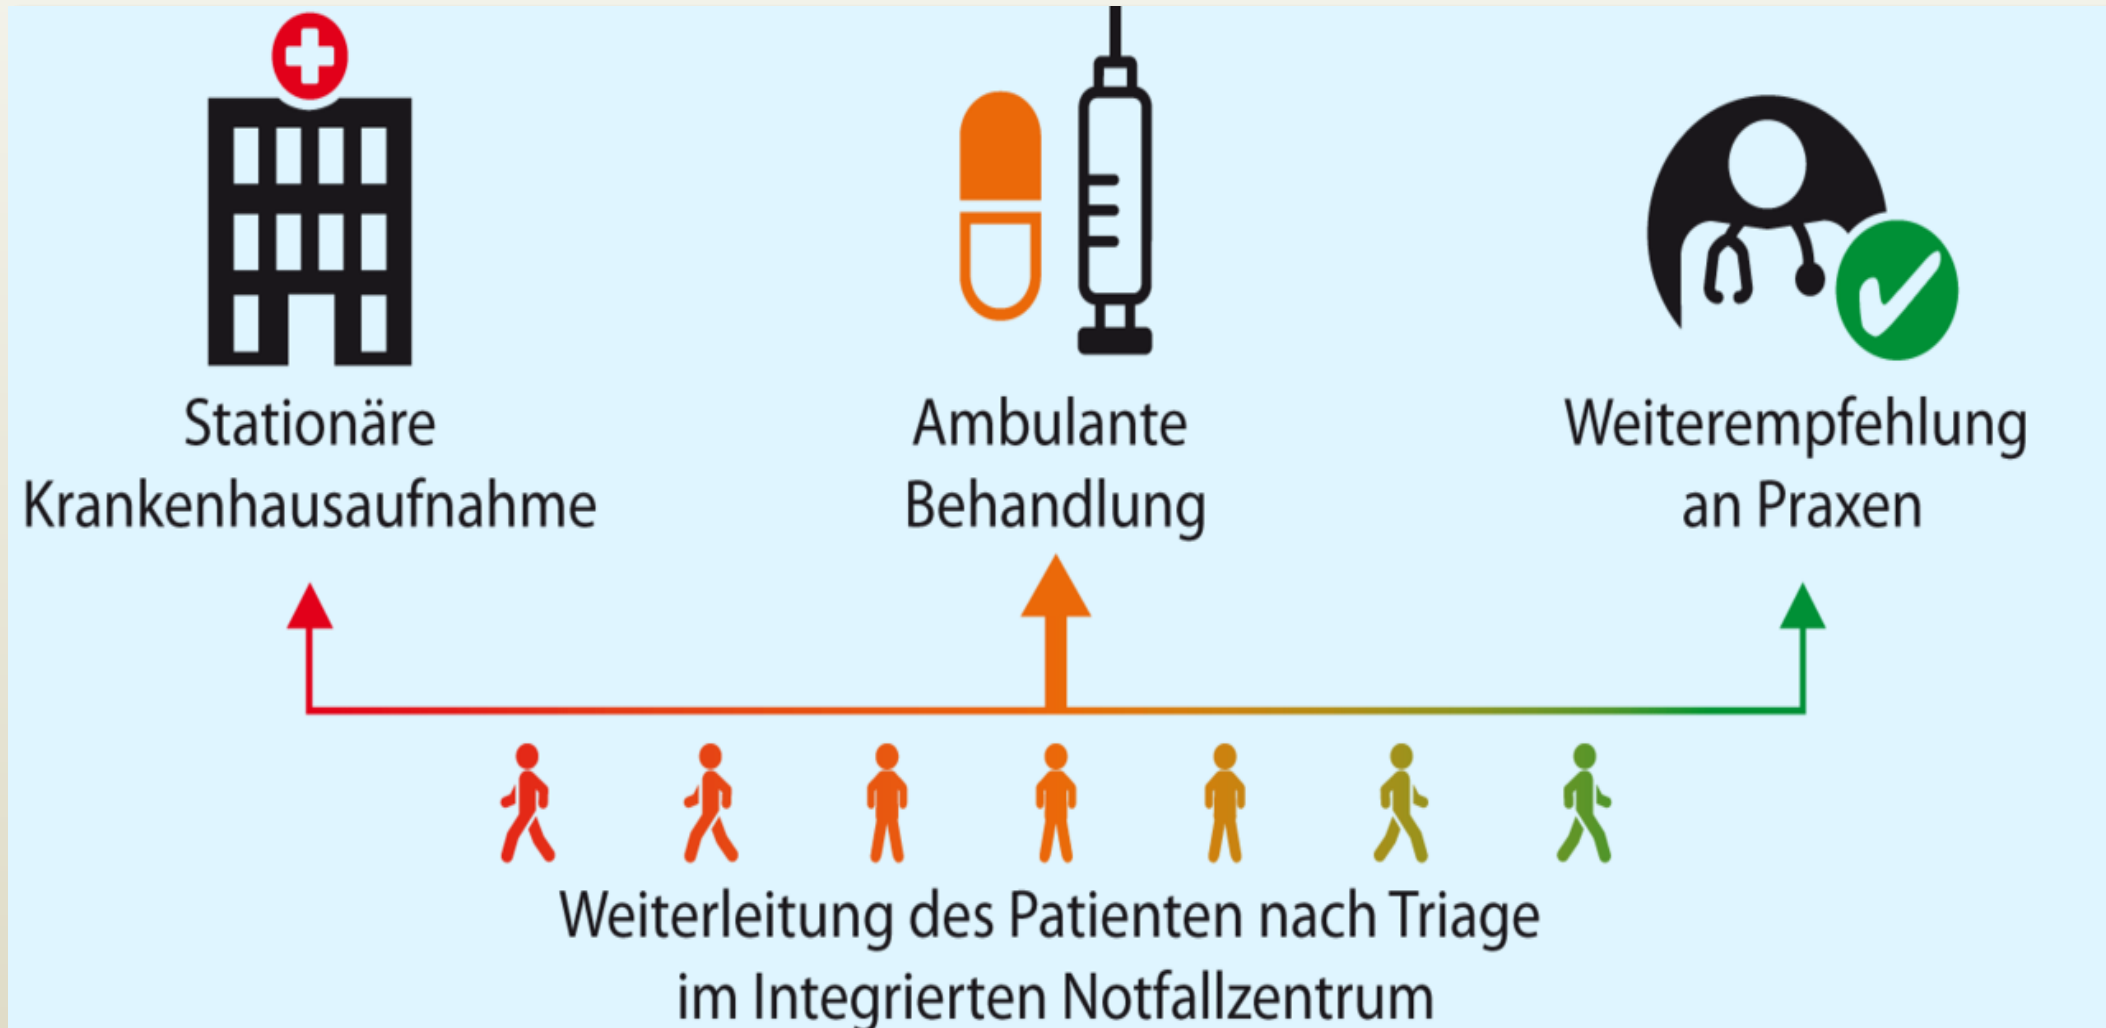 Stationäre
Krankenhausaufnahme
Ambulante
Behandlung
Weiterempfehlung
an Praxen
Weiterleitung des Patienten nach Triage
im Integrierten Notfallzentrum